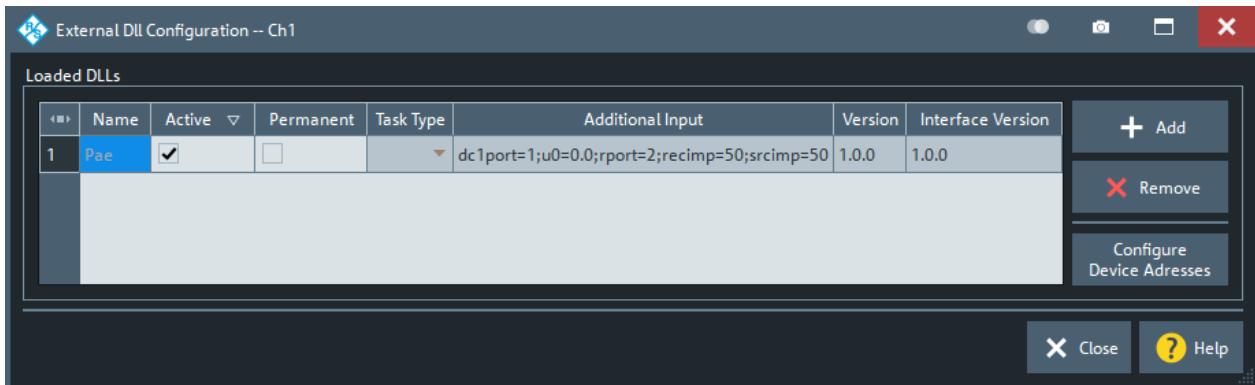 External Dll Configuration -- Ch1
Loaded DLLs
Name Active Permanent Task Type Additional Input Version Interface Version
1 Pae dc1port=1;u0=0.0;rport=2;recimp=50;srcimp=50 1.0.0 1.0.0
Add
Remove
Configure
Device Adresses
Close
? Help